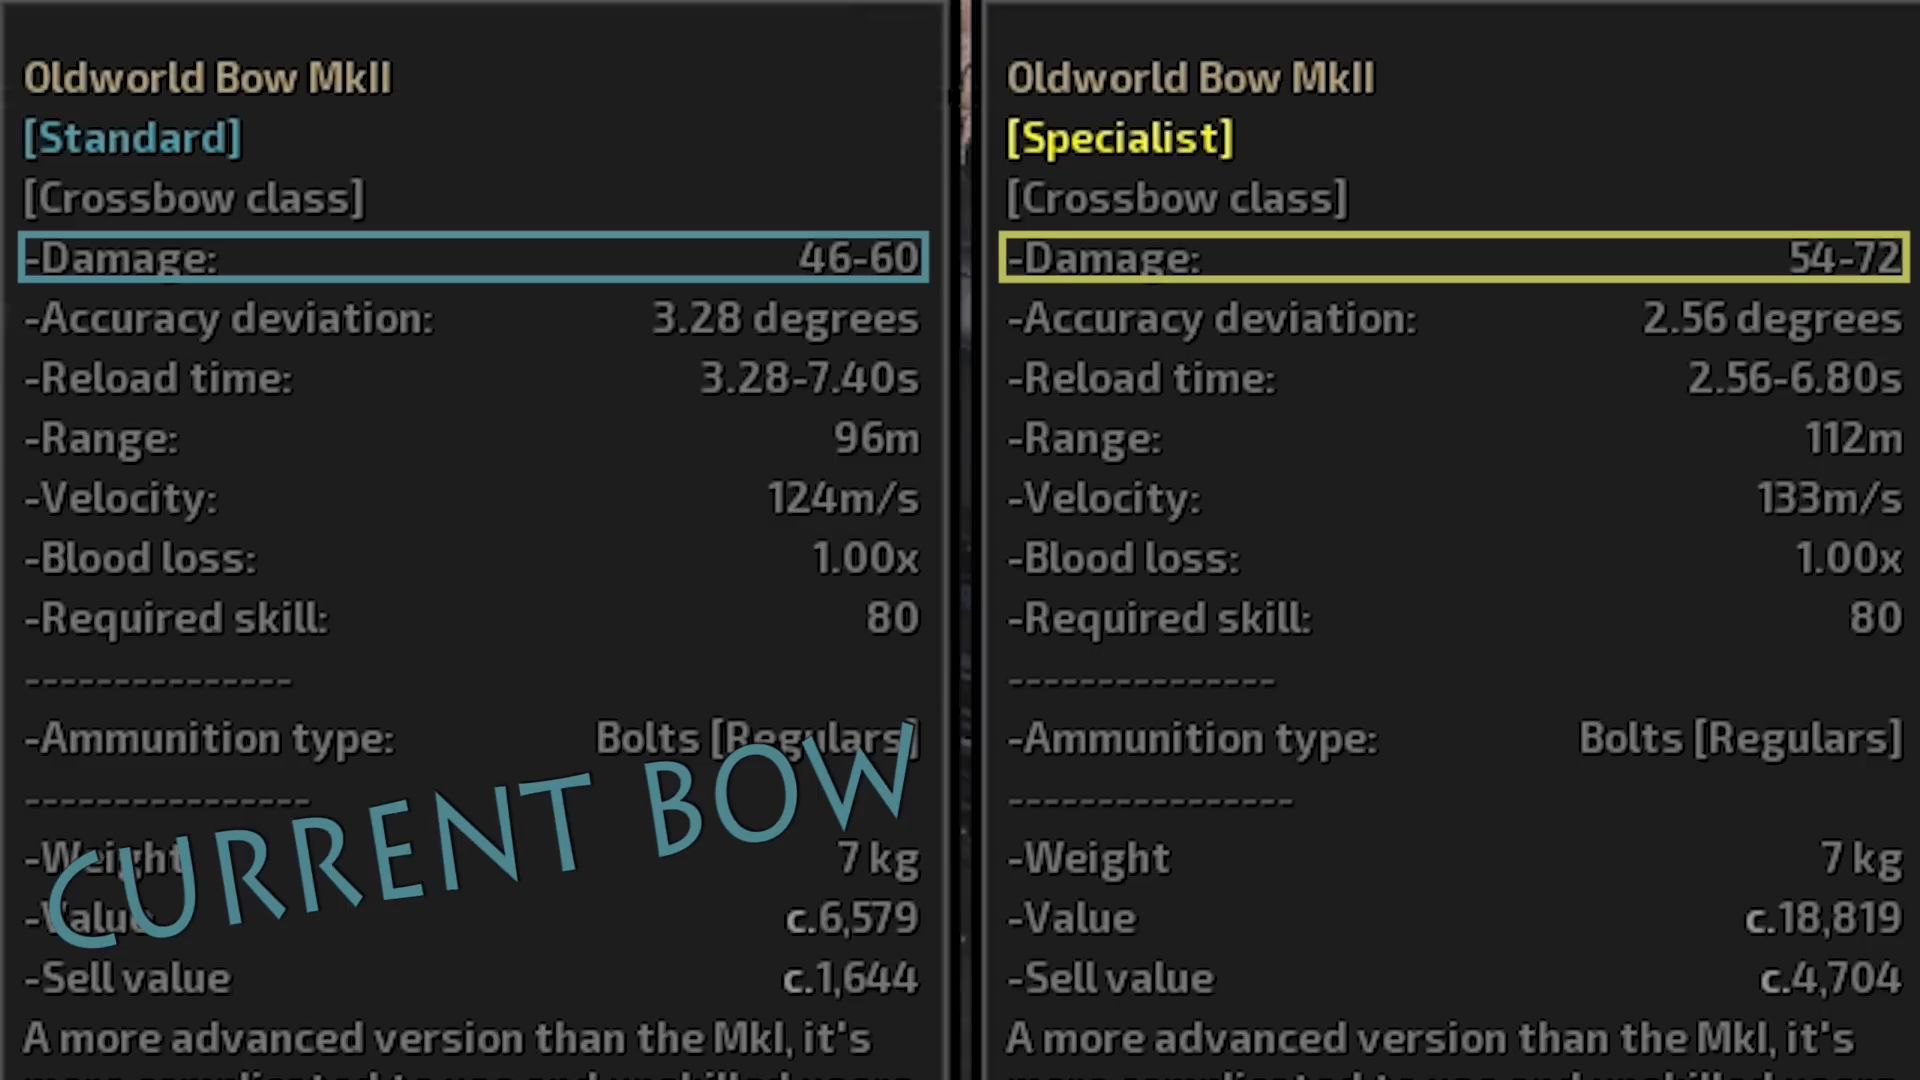 Oldworld Bow MkII
[Standard]
[Crossbow class]
-Damage: 46-60
-Accuracy deviation: 3.28 degrees
-Reload time: 3.28-7.40s
-Range: 96m
-Velocity: 124m/s
-Blood loss: 1.00x
-Required skill: 80
---------------
-Ammunition type: Bolts [Regulars]
----------------
-Weight 7 kg
-Value c.6,579
-Sell value c.1,644
A more advanced version than the MkI, it's
CURRENT BOW
Oldworld Bow MkII
[Specialist]
[Crossbow class]
-Damage: 54-72
-Accuracy deviation: 2.56 degrees
-Reload time: 2.56-6.80s
-Range: 112m
-Velocity: 133m/s
-Blood loss: 1.00x
-Required skill: 80
---------------
-Ammunition type: Bolts [Regulars]
----------------
-Weight 7 kg
-Value c.18,819
-Sell value c.4,704
A more advanced version than the MkI, it's